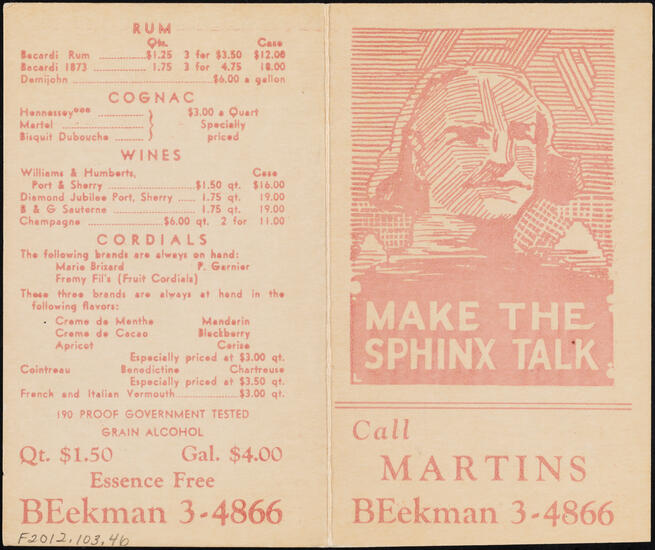 RUM
Qts. Case
Bacardi Rum $1.25 3 for $3.50 $12.00
Bacardi 1873 1.75 3 for 4.75 18.00
Demijohn $6.00 a gallon
COGNAC
Hennessey*** $3.00 a Quart
Martel Specially
Bisquit Dubouche priced
WINES
Williams & Humberts, Case
Port & Sherry $1.50 qt. $16.00
Diamond Jubilee Port, Sherry 1.75 qt. 19.00
B & G Sauterne 1.75 qt. 19.00
Champagne $6.00 qt. 2 for 11.00
CORDIALS
The following brands are always on hand:
Marie Brizard P. Garnier
Fremy Fil's (Fruit Cordials)
These three brands are always at hand in the
following flavors:
Creme de Menthe Mandarin
Creme de Cacao Blackberry
Apricot Cerise
Especially priced at $3.00 qt.
Cointreau Benedictine Chartreuse
Especially priced at $3.50 qt.
French and Italian Vermouth $3.00 qt.
190 PROOF GOVERNMENT TESTED
GRAIN ALCOHOL
Qt. $1.50 Gal. $4.00
Essence Free
BEekman 3-4866
F2012.103.46
MAKE THE
SPHINX TALK
Call
MARTINS
BEekman 3-4866